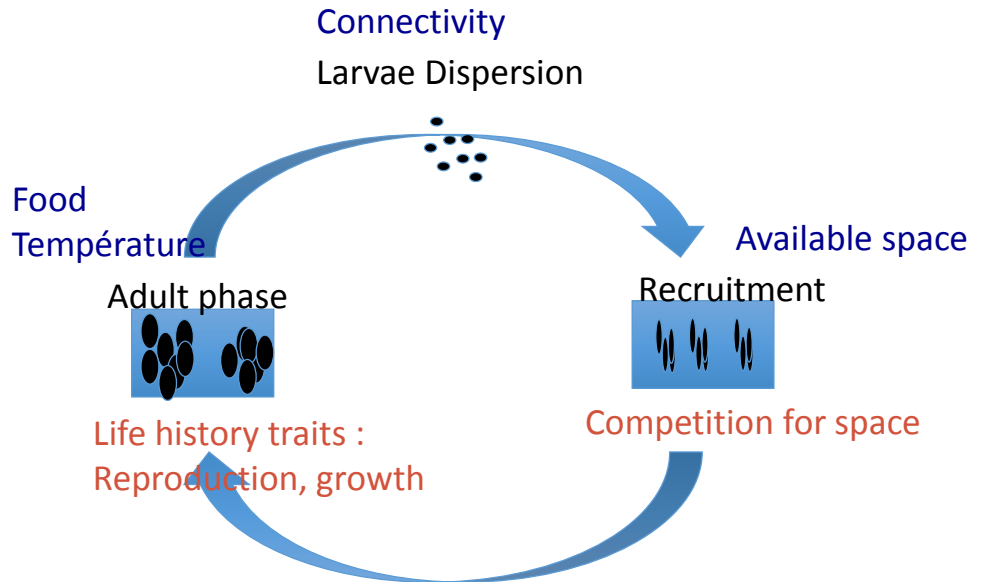 Connectivity
Larvae Dispersion
Food
Température
Available space
Adult phase
Recruitment
Life history traits :
Reproduction, growth
Competition for space